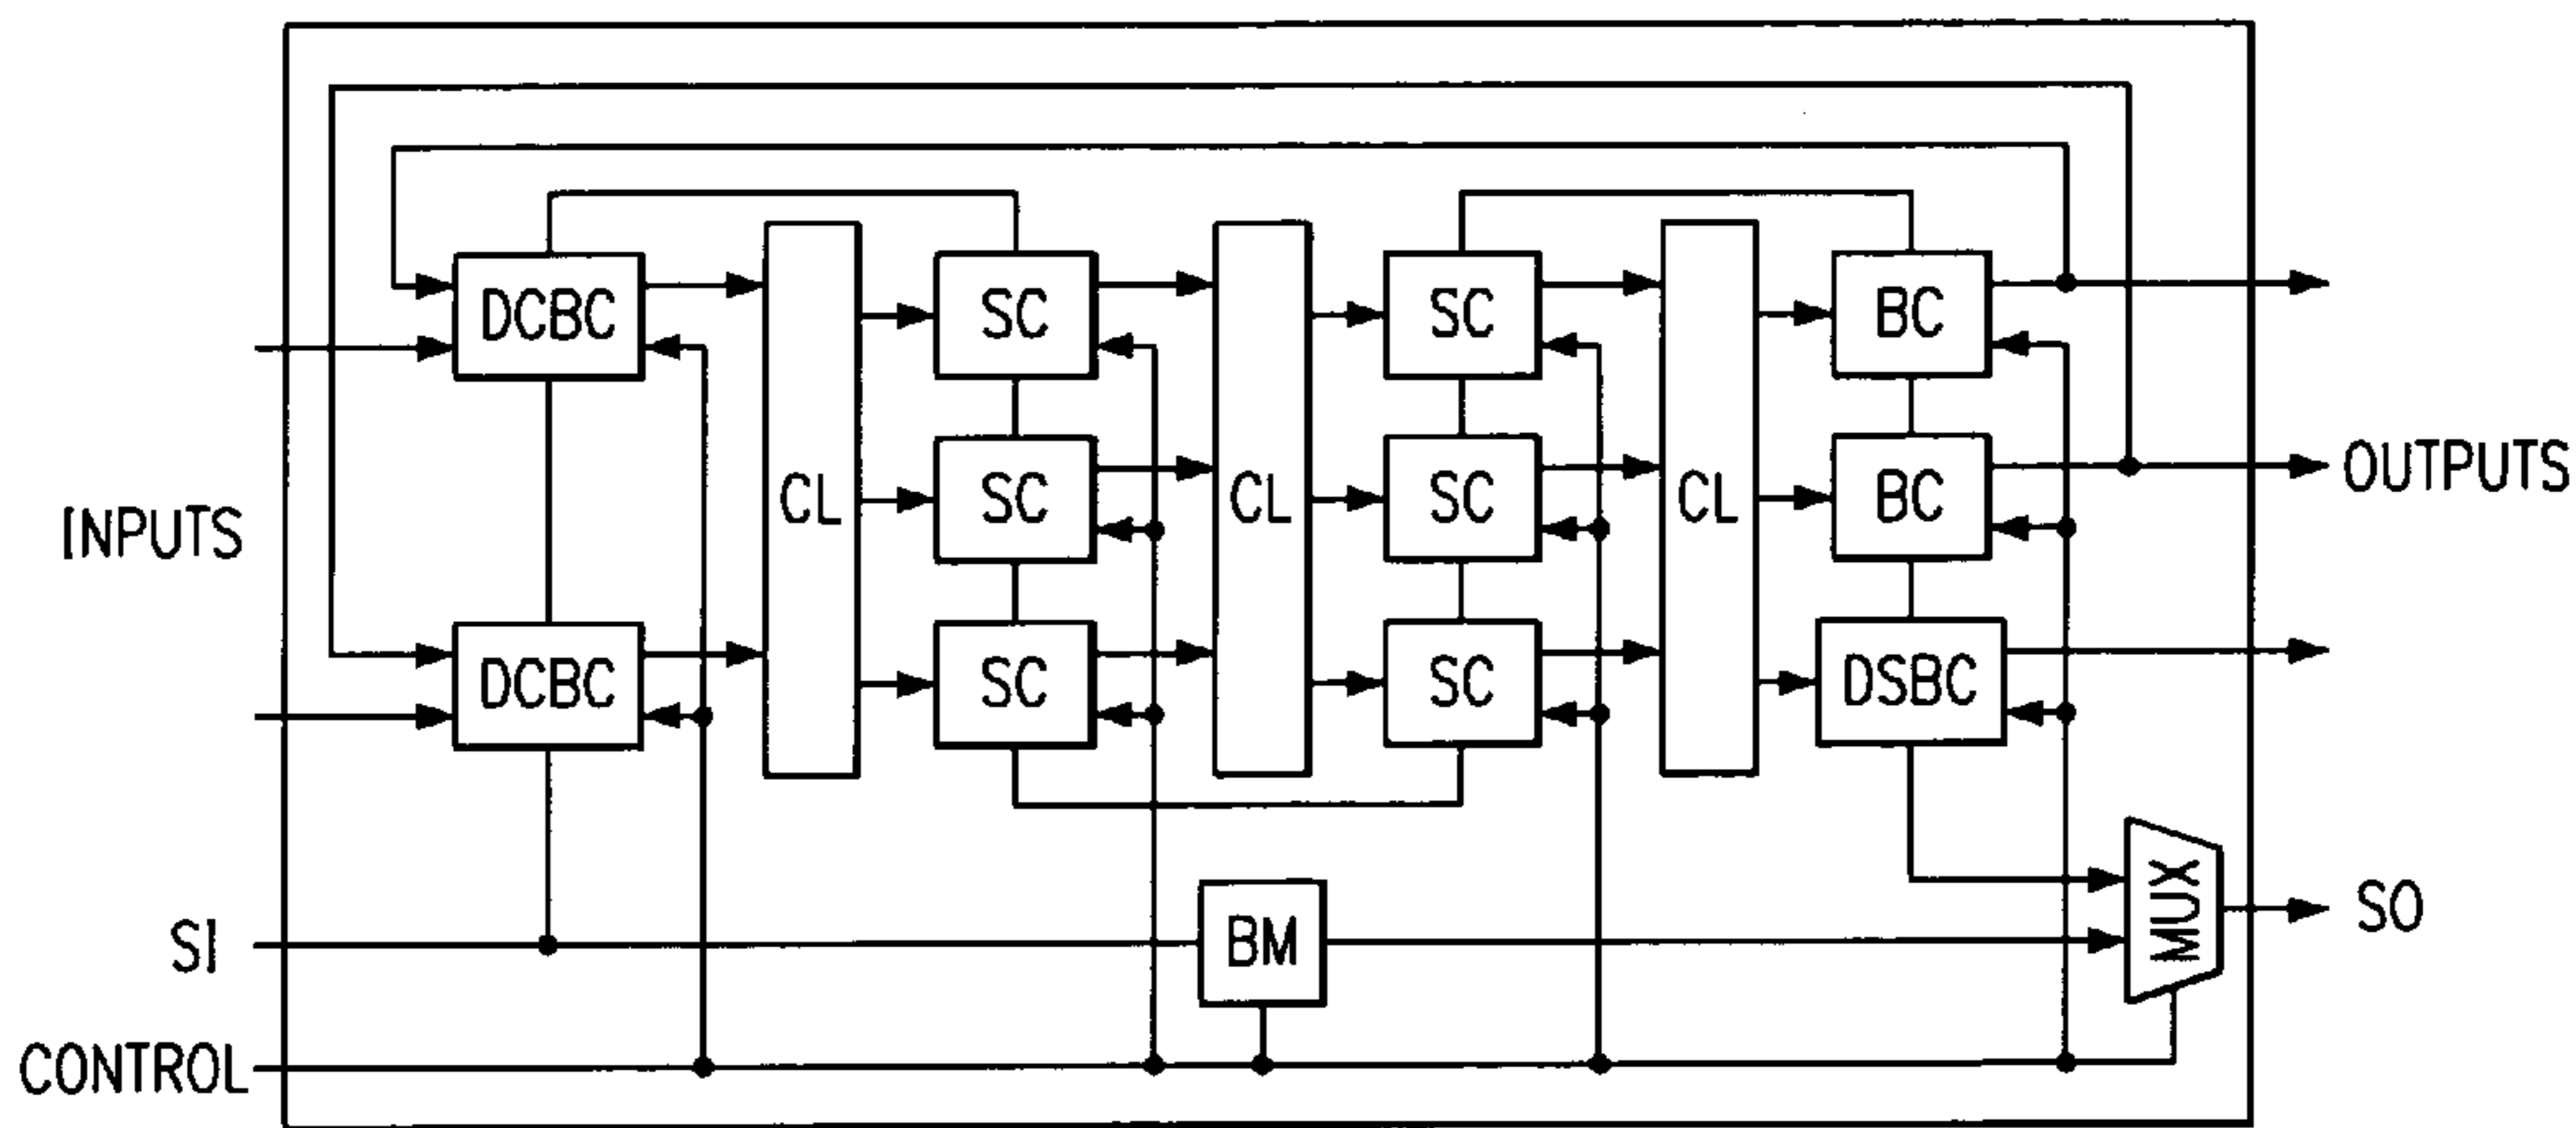 DCBC
SC
SC
BC
INPUTS
CL
SC
CL
SC
CL
BC
OUTPUTS
DCBC
SC
SC
DSBC
SI
BM
MUX
SO
CONTROL